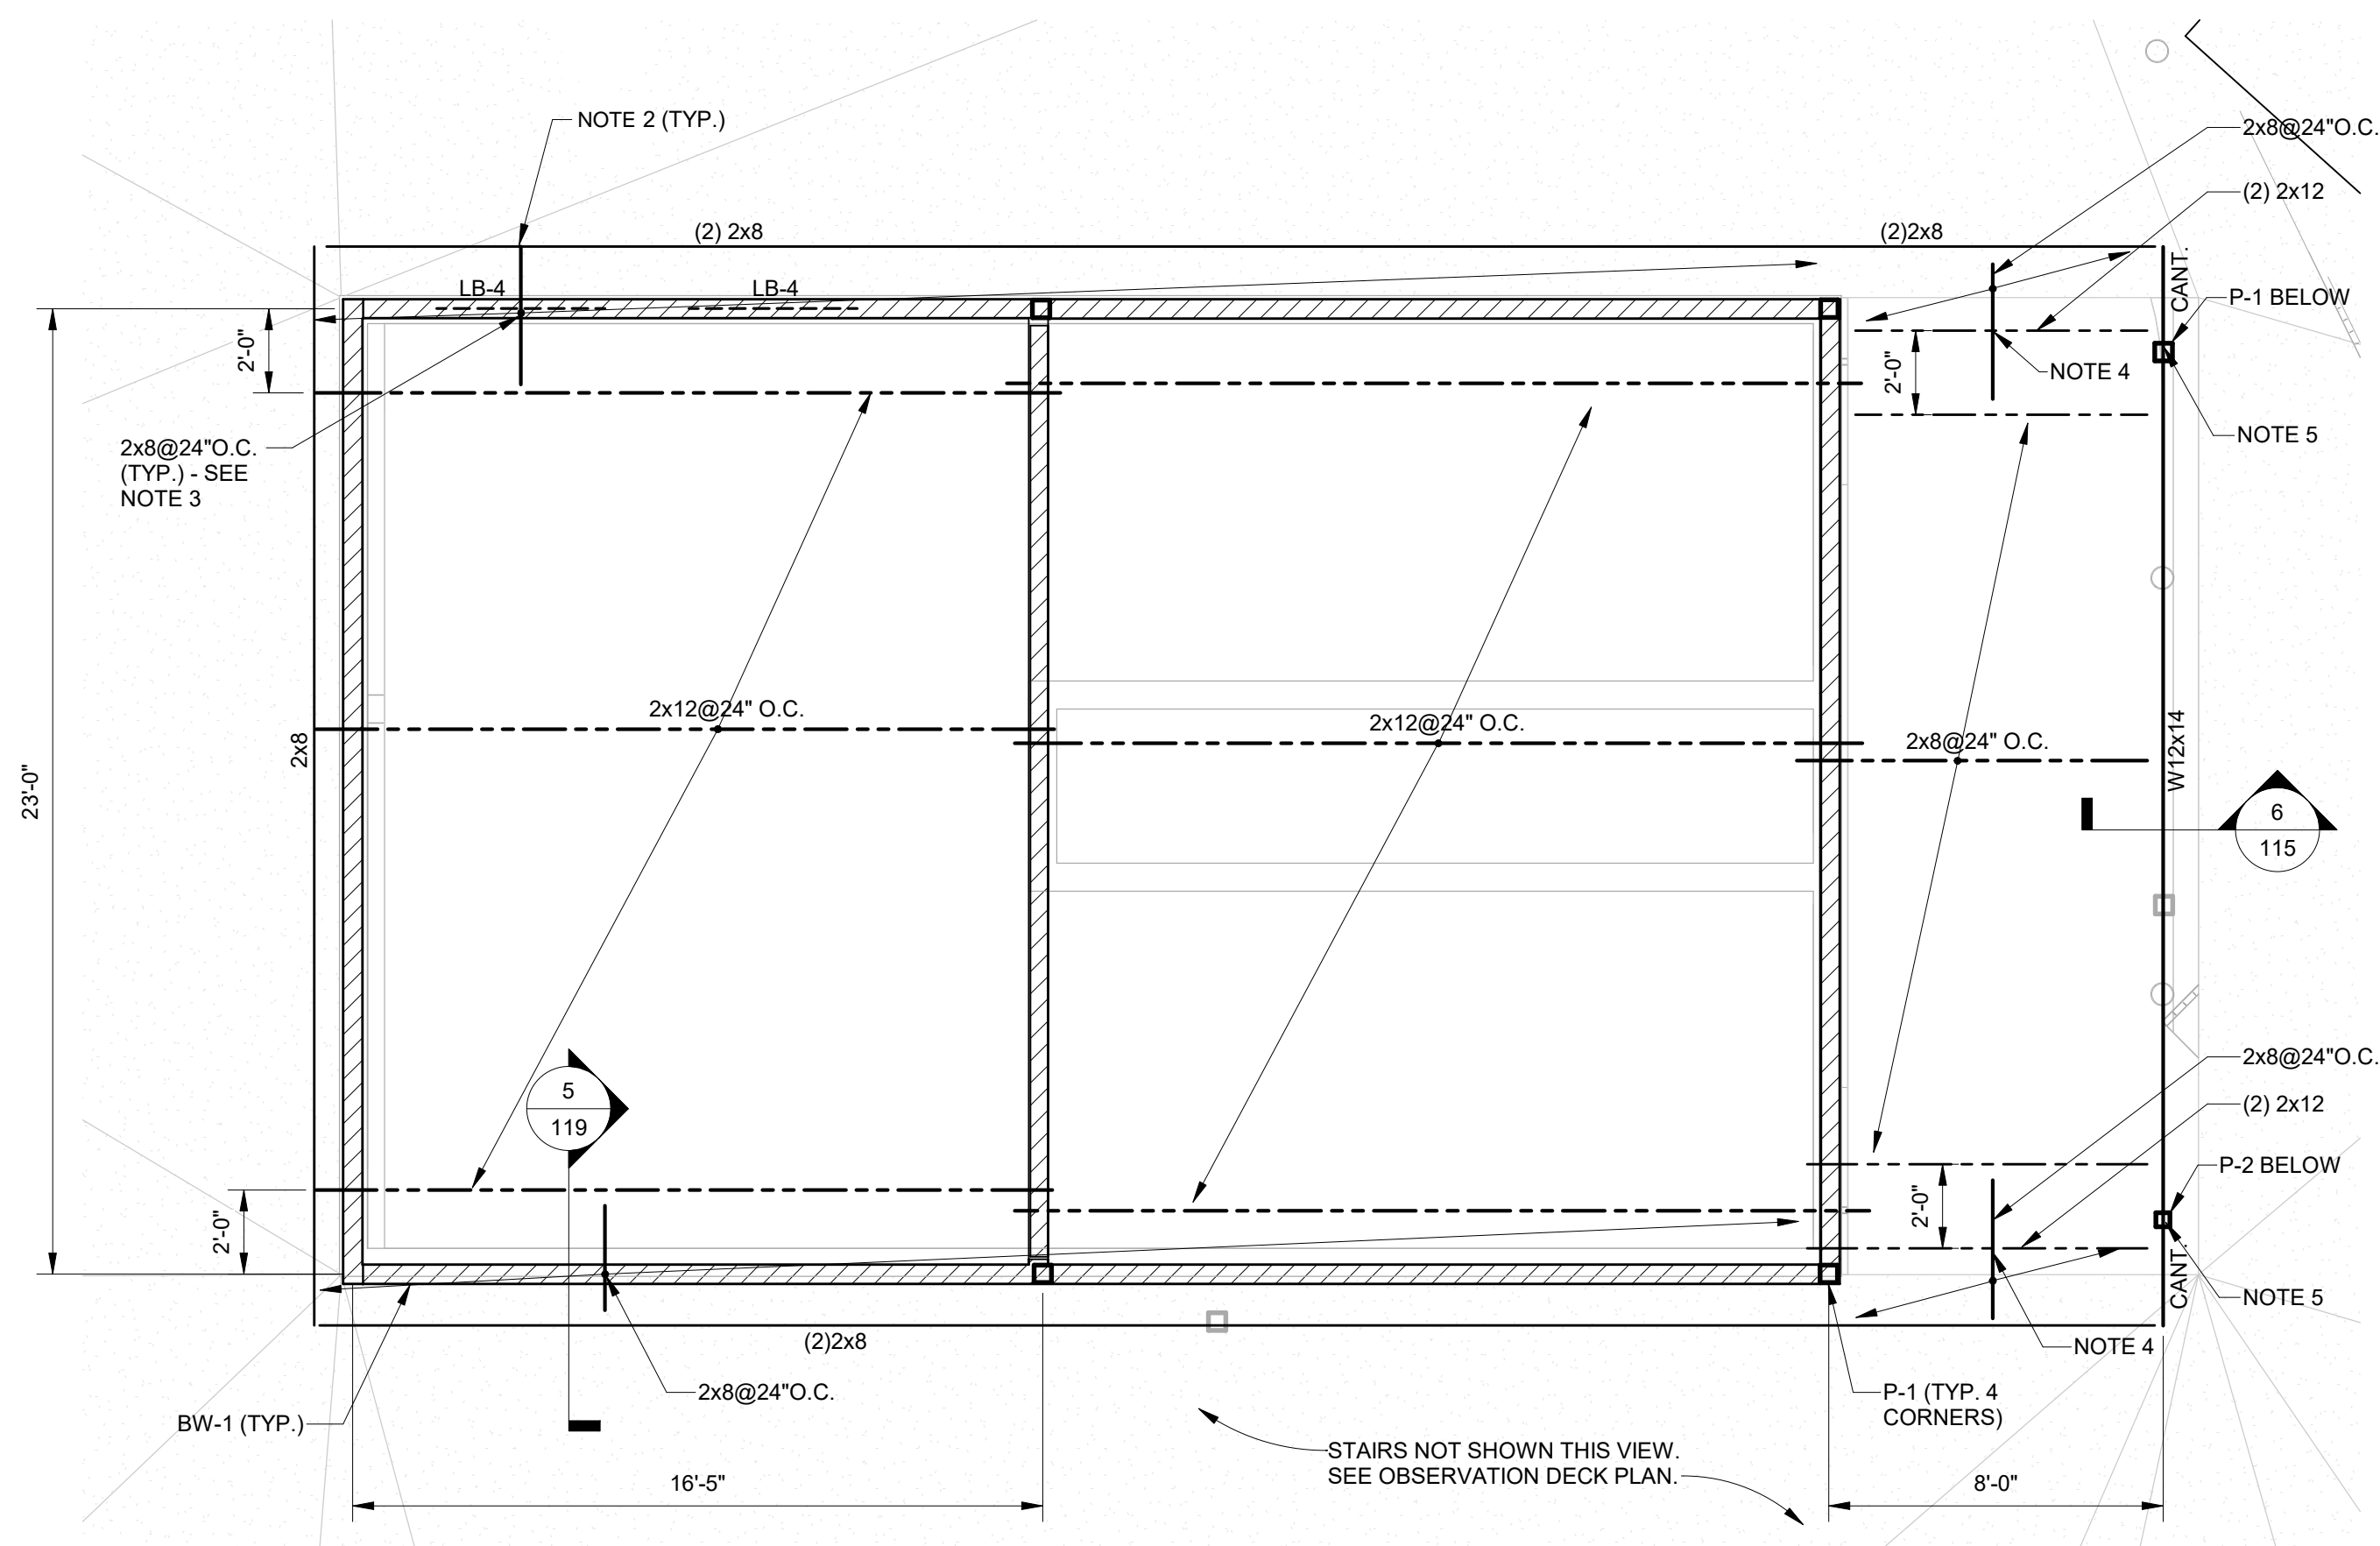 NOTE 2 (TYP.)
2x8@24"O.C.
(2) 2x12
(2) 2x8
(2)2x8
CANT.
LB-4
LB-4
P-1 BELOW
2'-0"
2'-0"
NOTE 4
NOTE 5
2x8@24"O.C.
(TYP.) - SEE
NOTE 3
2x12@24" O.C.
2x12@24" O.C.
2x8@24" O.C.
2x8
W12x14
23'-0"
6
115
5
119
2x8@24"O.C.
(2) 2x12
P-2 BELOW
2'-0"
2'-0"
CANT.
NOTE 5
(2)2x8
NOTE 4
2x8@24"O.C.
P-1 (TYP. 4
CORNERS)
BW-1 (TYP.)
STAIRS NOT SHOWN THIS VIEW.
SEE OBSERVATION DECK PLAN.
16'-5"
8'-0"